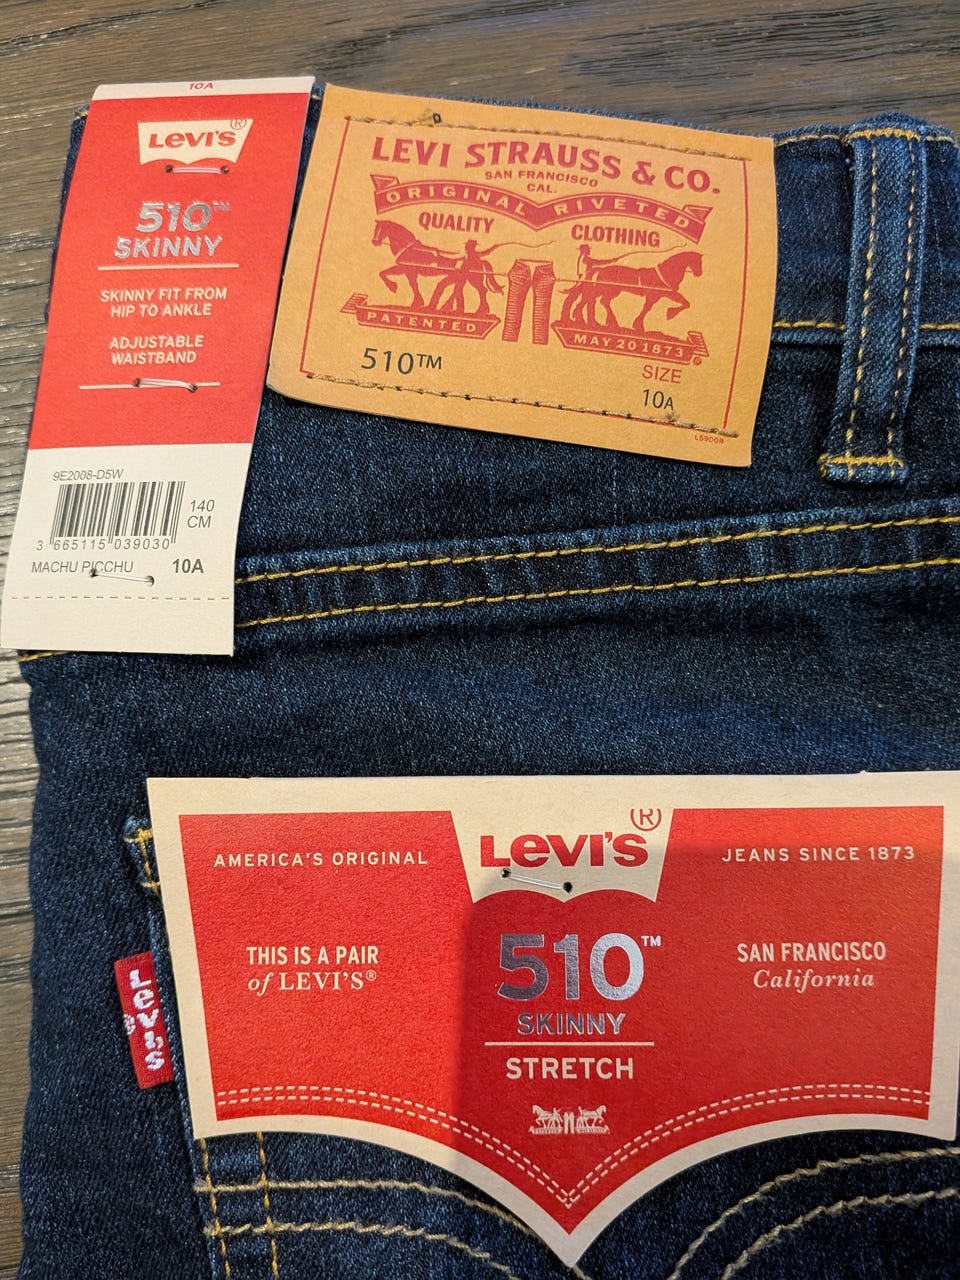 10A
LEVI'S®
510™
SKINNY
SKINNY FIT FROM
HIP TO ANKLE
ADJUSTABLE
WAISTBAND
9E2008-D5W
140
CM
3 665115 039030
MACHU PICCHU 10A
LEVI STRAUSS & CO.
SAN FRANCISCO
CAL.
ORIGINAL RIVETED
QUALITY CLOTHING
PATENTED MAY 20 1873
®
510™
SIZE
10A
L5900R
LEVI'S®
AMERICA'S ORIGINAL
JEANS SINCE 1873
THIS IS A PAIR
of LEVI'S®
510™
SKINNY
STRETCH
SAN FRANCISCO
California
LEVI'S
®